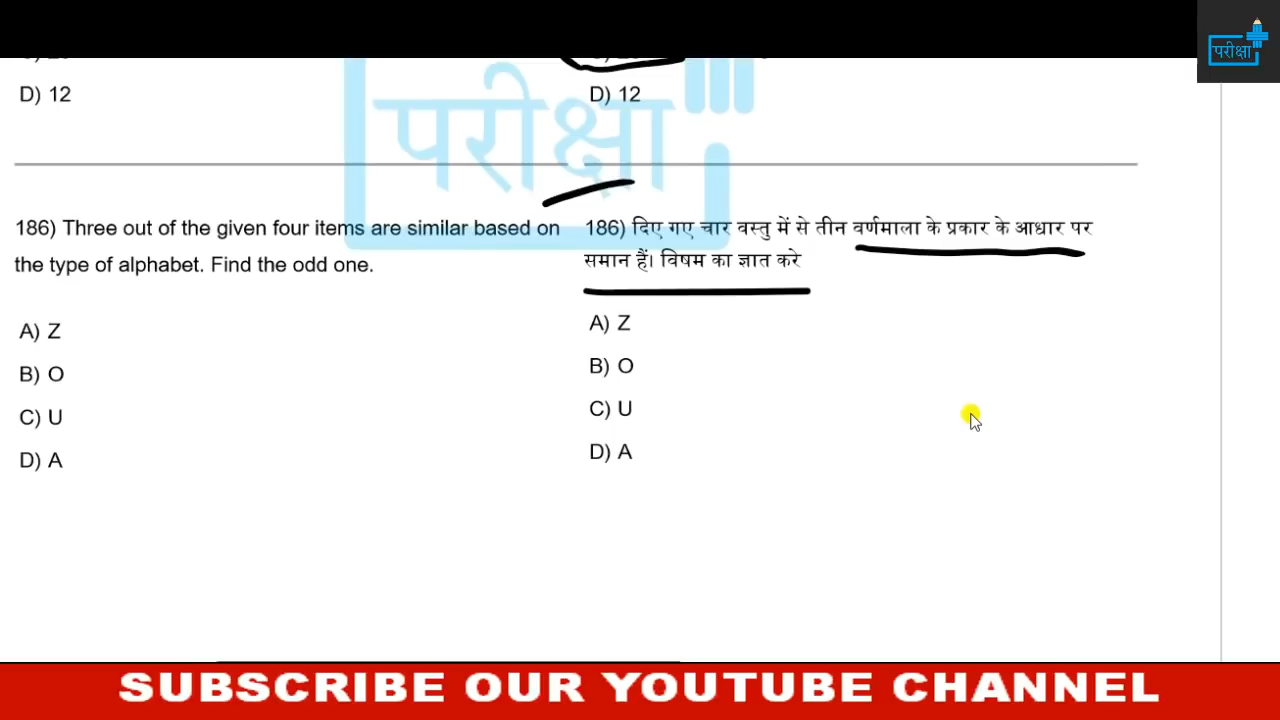 परीक्षा
D) 12
D) 12
परीक्षा
186) Three out of the given four items are similar based on
the type of alphabet. Find the odd one.
A) Z
B) O
C) U
D) A
186) दिए गए चार वस्तु में से तीन वर्णमाला के प्रकार के आधार पर
समान हैं। विषम का ज्ञात करे
A) Z
B) O
C) U
D) A
SUBSCRIBE OUR YOUTUBE CHANNEL